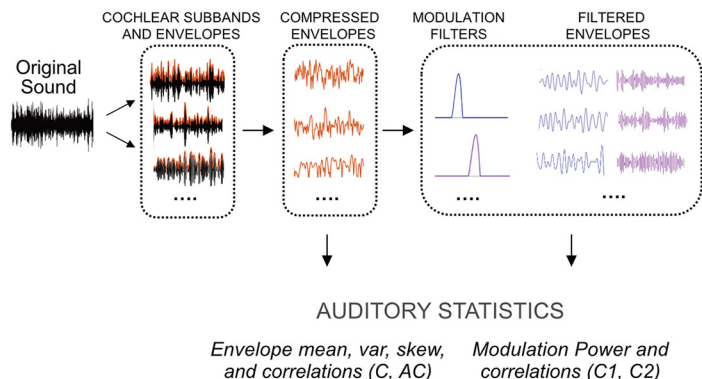 COCHLEAR SUBBANDS
AND ENVELOPES
COMPRESSED
ENVELOPES
MODULATION
FILTERS
FILTERED
ENVELOPES
Original
Sound
....
....
....
....
AUDITORY STATISTICS
Envelope mean, var, skew,
and correlations (C, AC)
Modulation Power and
correlations (C1, C2)